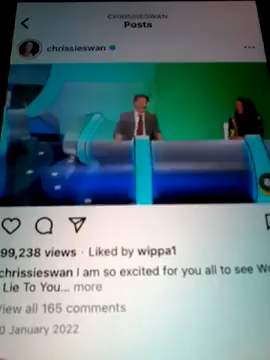 CHRISSIESWAN
Posts
chrissieswan
99,238 views · Liked by wippa1
chrissieswan I am so excited for you all to see Wo
Lie To You... more
View all 165 comments
0 January 2022